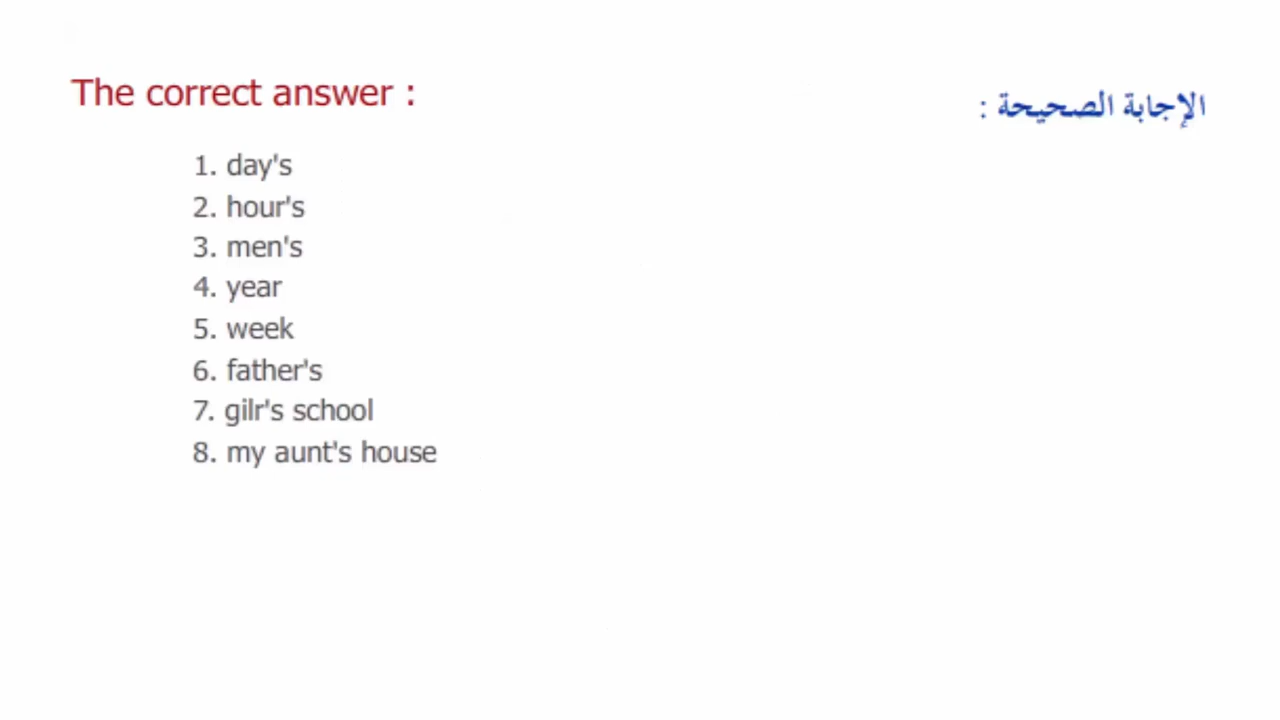 The correct answer :
الإجابة الصحيحة :
1. day's
2. hour's
3. men's
4. year
5. week
6. father's
7. gilr's school
8. my aunt's house